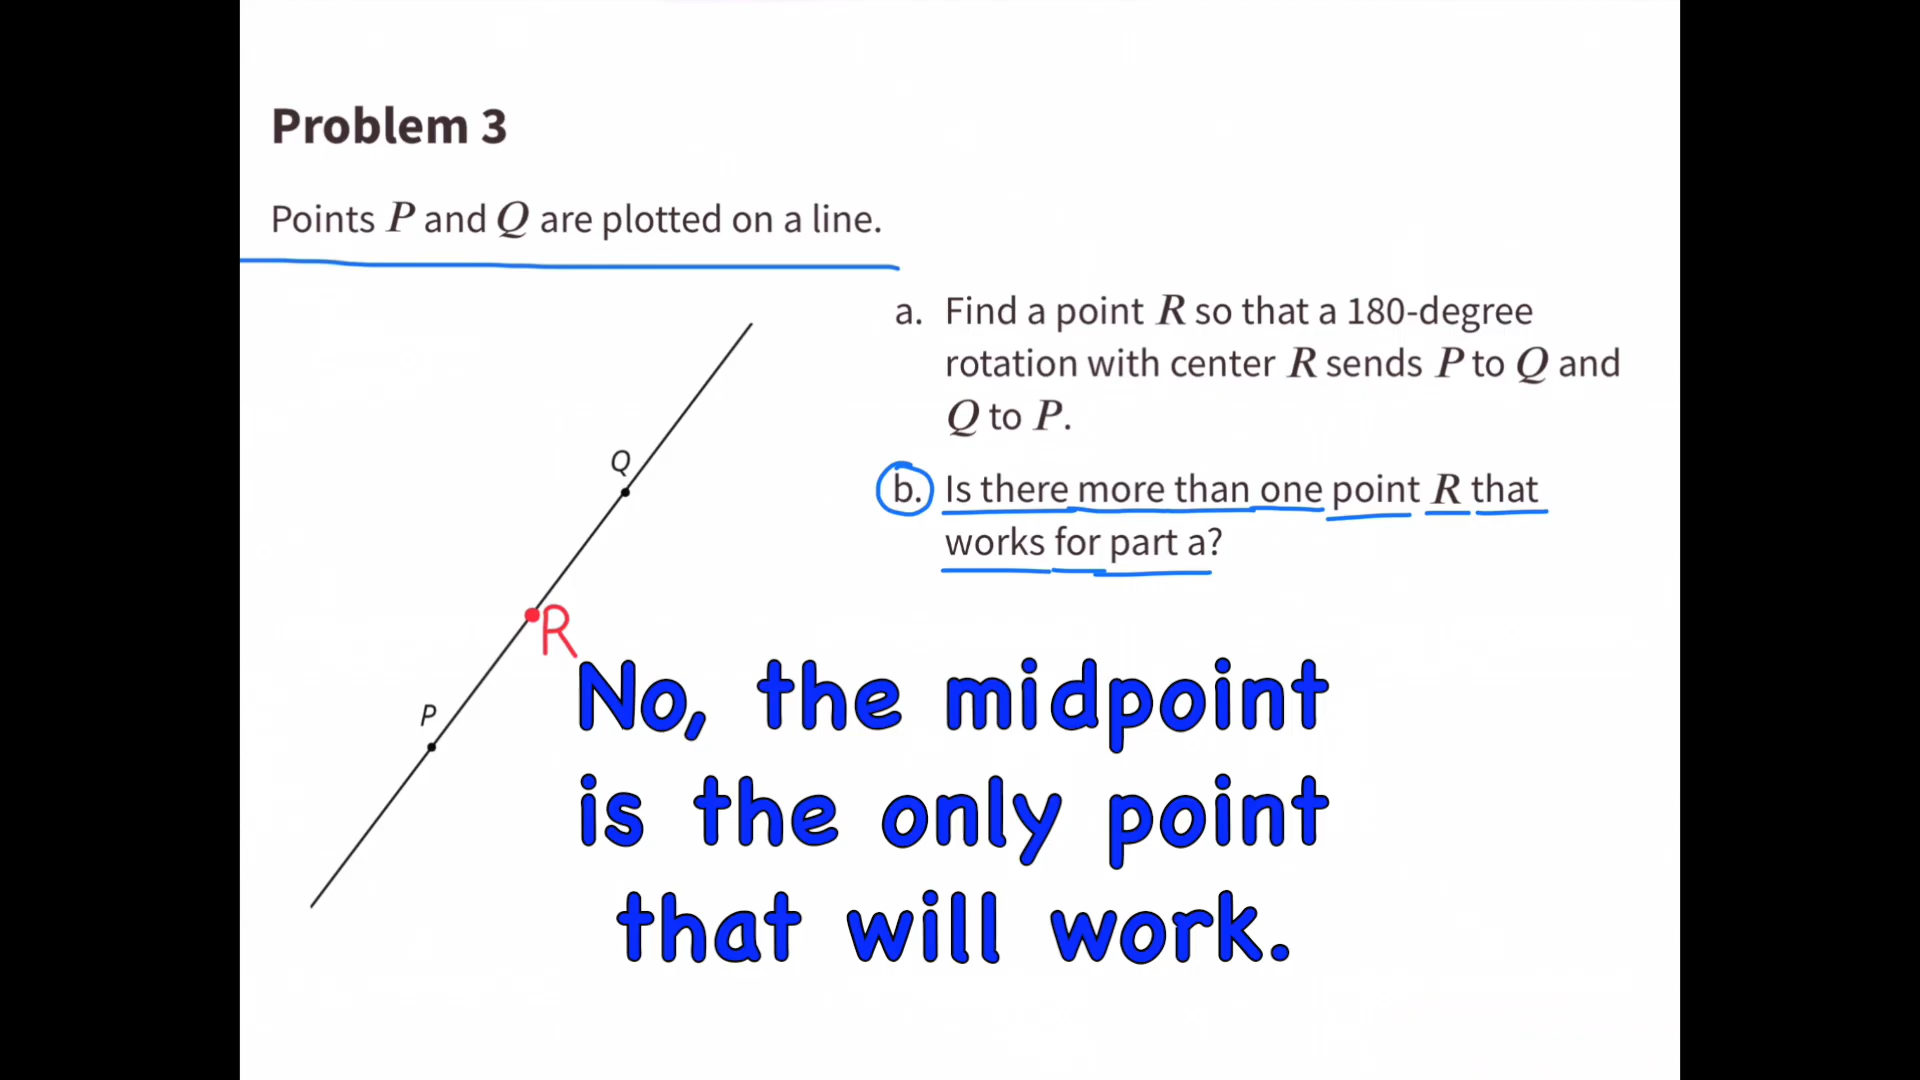 Problem 3
Points P and Q are plotted on a line.
a. Find a point R so that a 180-degree
rotation with center R sends P to Q and
Q to P.
b. Is there more than one point R that
works for part a?
Q
R
P
No, the midpoint
is the only point
that will work.